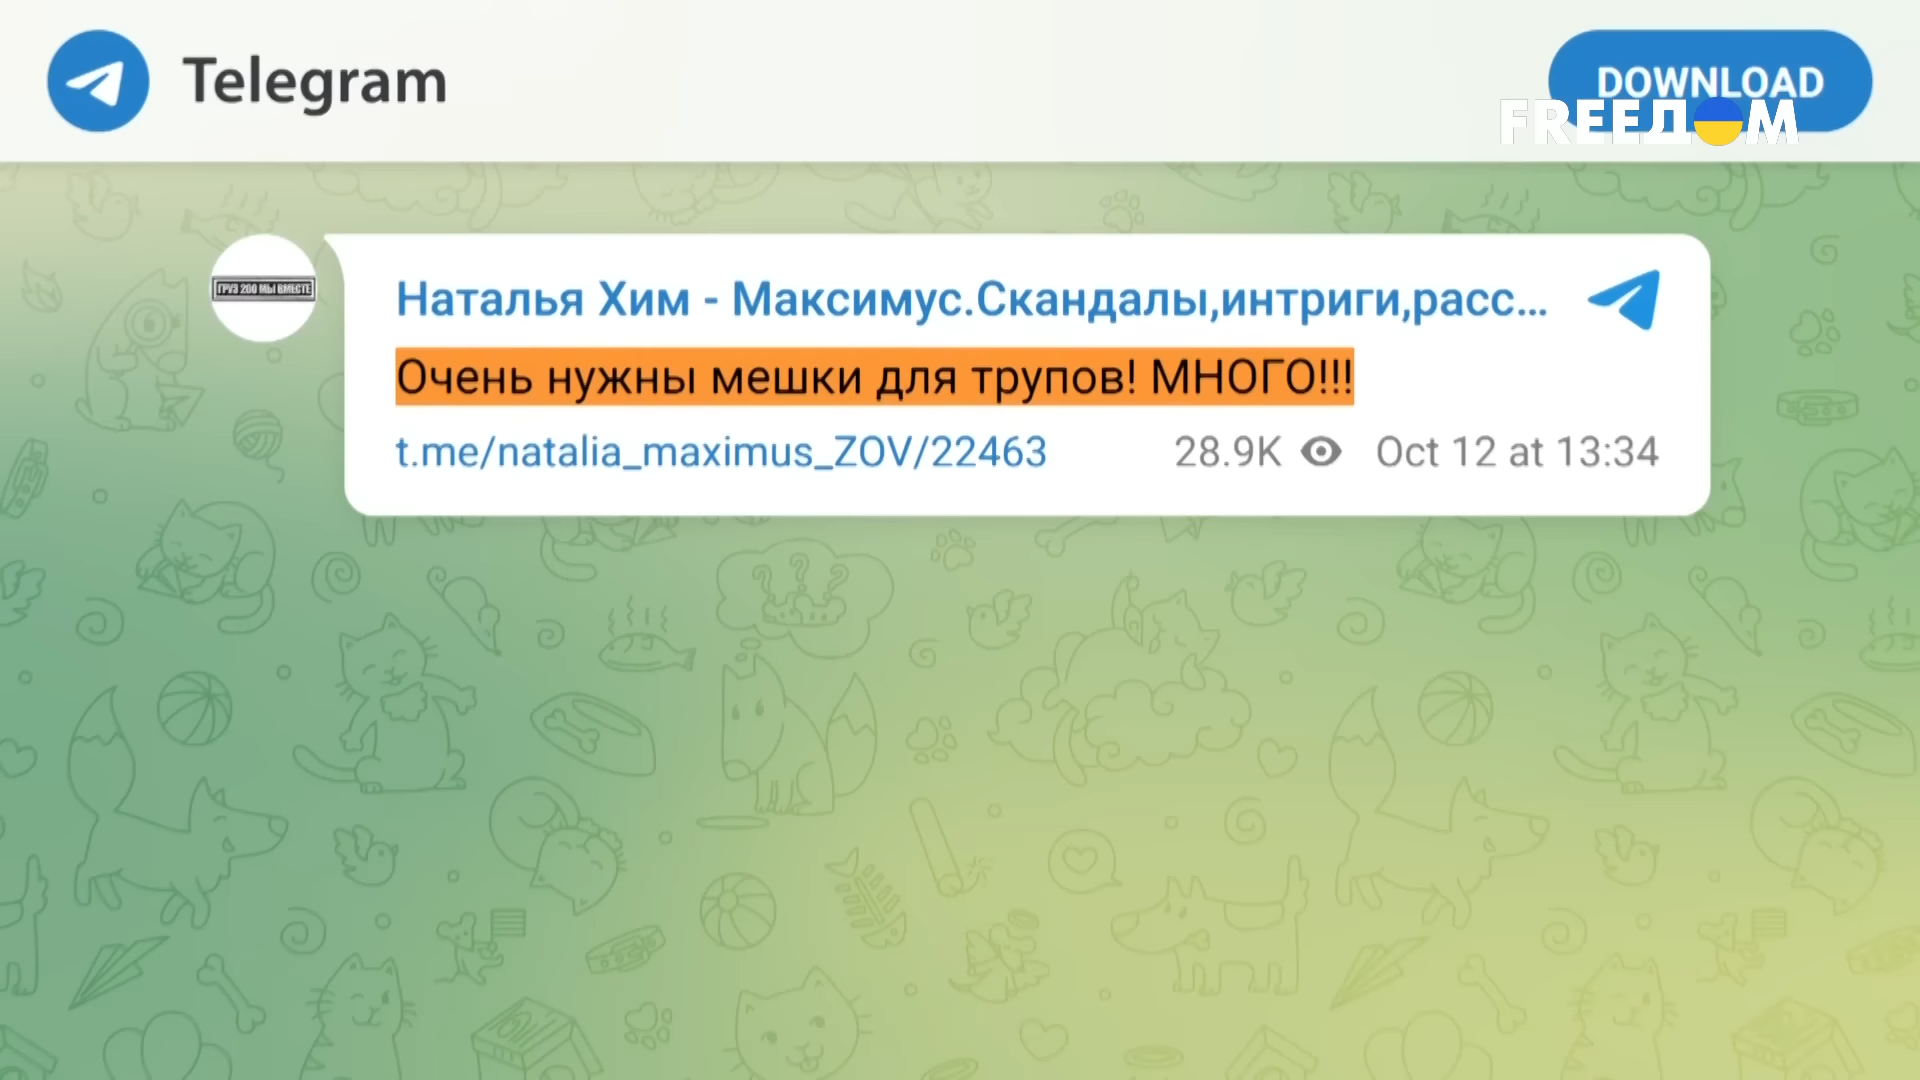 Telegram
DOWNLOAD
FREEДOM
ГРУЗ 200 МЫ ВМЕСТЕ
Наталья Хим - Максимус.Скандалы,интриги,расс...
Очень нужны мешки для трупов! МНОГО!!!
t.me/natalia_maximus_ZOV/22463 28.9K Oct 12 at 13:34